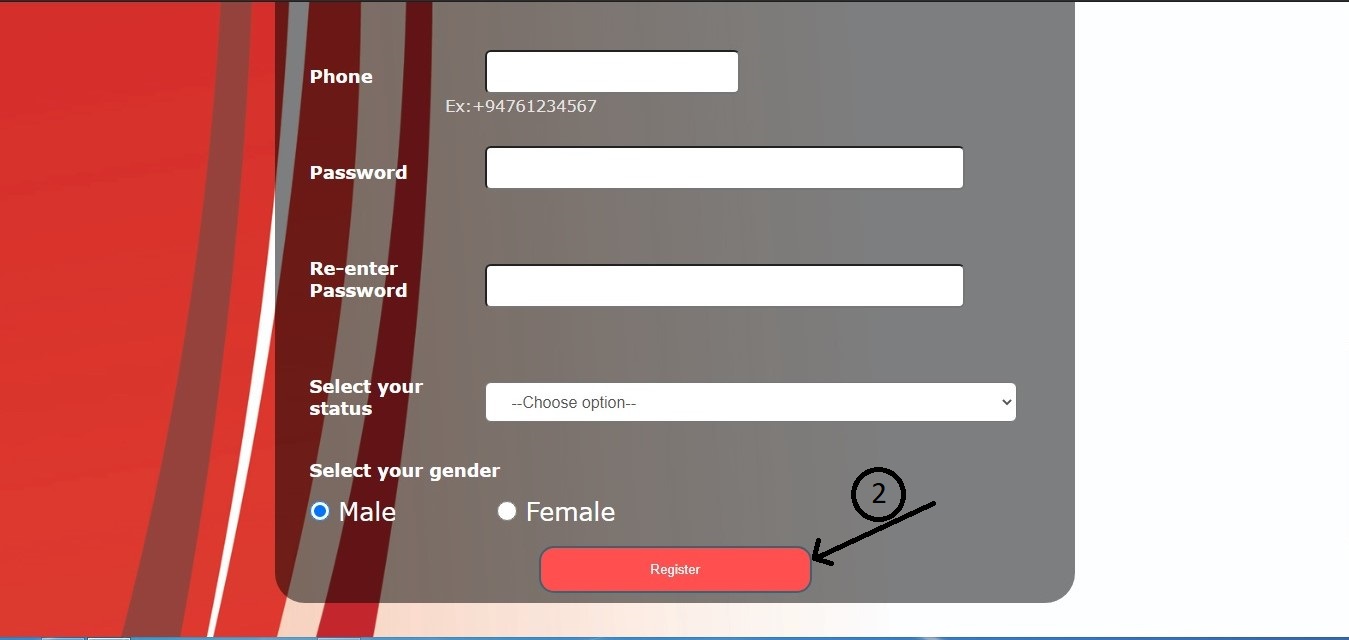 Phone
Ex:+94761234567
Password
Re-enter
Password
Select your
status
--Choose option--
Select your gender
Male
Female
2
Register